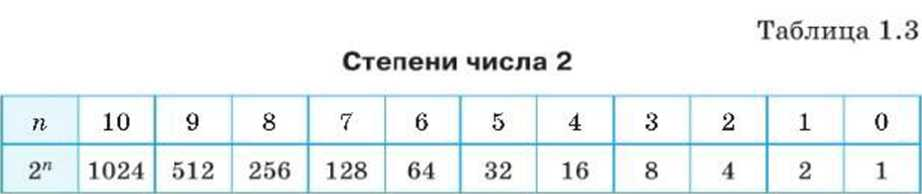 Таблица 1.3
Степени числа 2
n 10 9 8 7 6 5 4 3 2 1 0
2ⁿ 1024 512 256 128 64 32 16 8 4 2 1